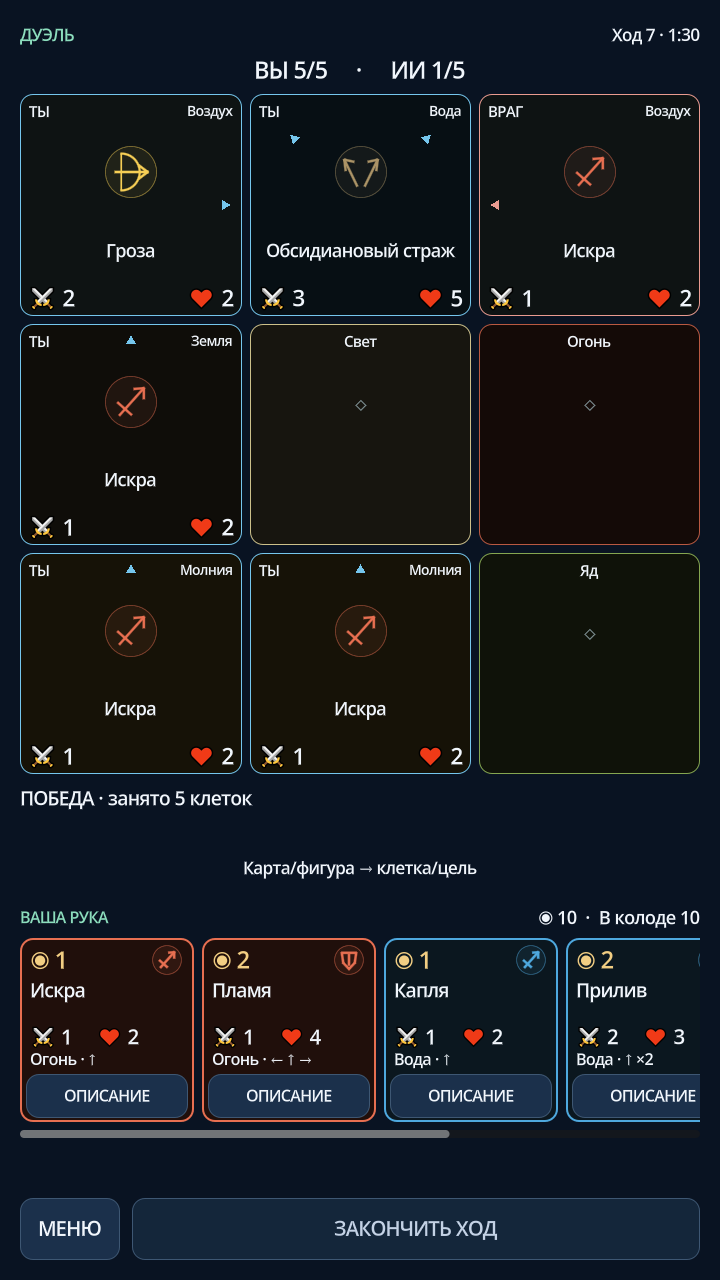 ДУЭЛЬ
Ход 7 · 1:30
ВЫ 5/5 · ИИ 1/5
ТЫ Воздух
Гроза
2 2
ТЫ Вода
Обсидиановый страж
3 5
ВРАГ Воздух
Искра
1 2
ТЫ Земля
Искра
1 2
Свет
Огонь
ТЫ Молния
Искра
1 2
ТЫ Молния
Искра
1 2
Яд
ПОБЕДА · занято 5 клеток
Карта/фигура → клетка/цель
ВАША РУКА
◉ 10 · В колоде 10
◉ 1
Искра
1 2
Огонь · ↑
ОПИСАНИЕ
◉ 2
Пламя
1 4
Огонь · ← ↑ →
ОПИСАНИЕ
◉ 1
Капля
1 2
Вода · ↑
ОПИСАНИЕ
◉ 2
Прилив
2 3
Вода · ↑ ×2
ОПИСАНИЕ
МЕНЮ
ЗАКОНЧИТЬ ХОД